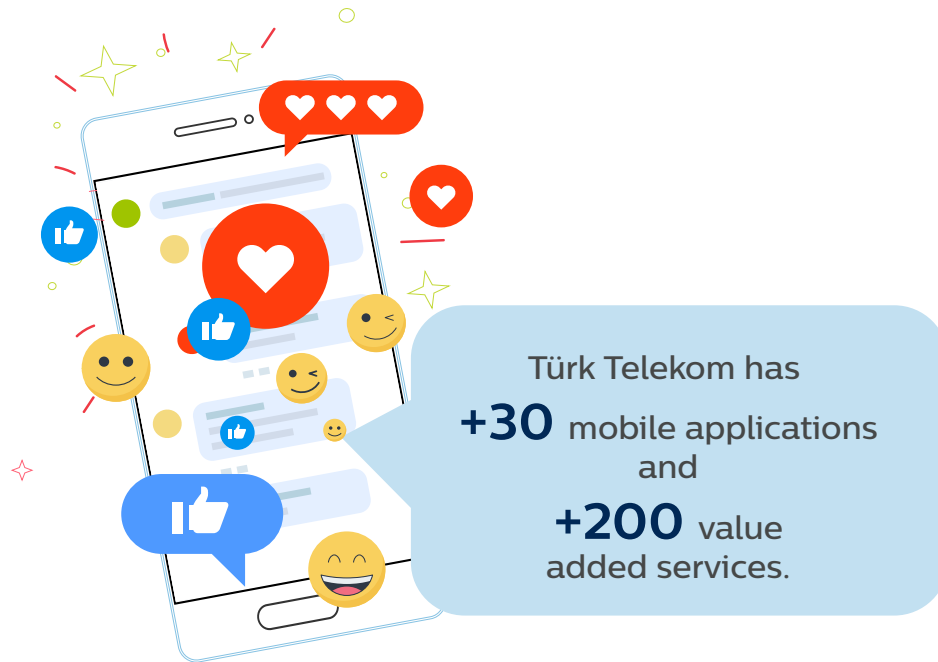 Türk Telekom has
+30 mobile applications
and
+200 value
added services.